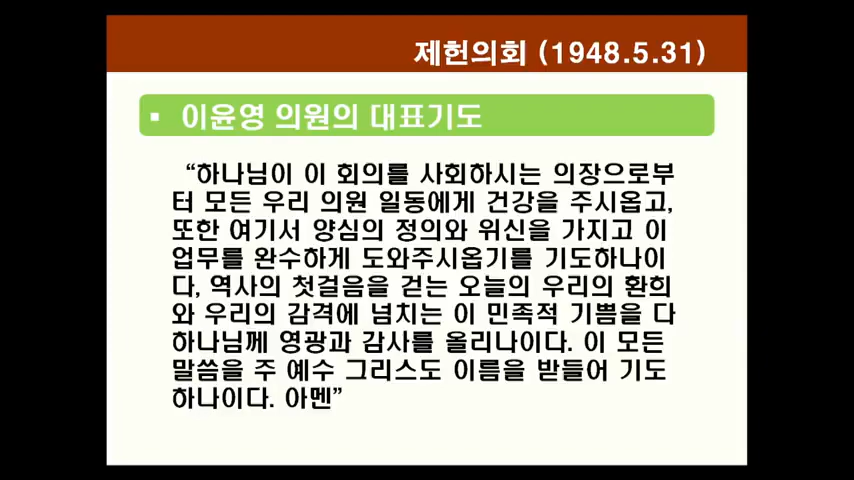 제헌의회 (1948.5.31)
▪ 이윤영 의원의 대표기도
“하나님이 이 회의를 사회하시는 의장으로부
터 모든 우리 의원 일동에게 건강을 주시옵고,
또한 여기서 양심의 정의와 위신을 가지고 이
업무를 완수하게 도와주시옵기를 기도하나이
다, 역사의 첫걸음을 걷는 오늘의 우리의 환희
와 우리의 감격에 넘치는 이 민족적 기쁨을 다
하나님께 영광과 감사를 올리나이다. 이 모든
말씀을 주 예수 그리스도 이름을 받들어 기도
하나이다. 아멘”